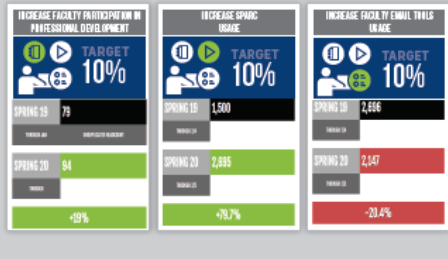 INCREASE FACULTY PARTICIPATION IN
PROFESSIONAL DEVELOPMENT
TARGET
10%
SPRING 19 79
SPRING 20 94
+19%
INCREASE SPARC
USAGE
TARGET
10%
SPRING 19 1,500
SPRING 20 2,695
+79.7%
INCREASE FACULTY EMAIL TOOLS
USAGE
TARGET
10%
SPRING 19 2,696
SPRING 20 2,147
-20.4%